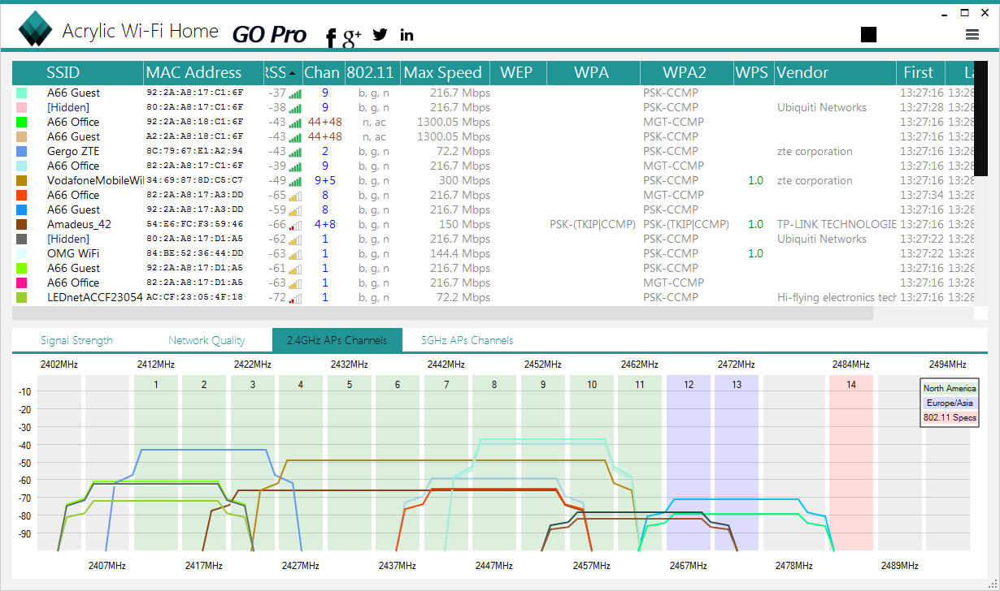 Acrylic Wi-Fi Home GO Pro f g+ in
SSID MAC Address RSS Chan 802.11 Max Speed WEP WPA WPA2 WPS Vendor First La
A66 Guest 92:2A:A8:17:C1:6F -37 9 b, g, n 216.7 Mbps PSK-CCMP 13:27:16 13:28
[Hidden] 80:2A:A8:17:C1:6F -38 9 b, g, n 216.7 Mbps PSK-CCMP Ubiquiti Networks 13:27:28 13:28
A66 Office 92:2A:A8:18:C1:6F -43 44+48 n, ac 1300.05 Mbps MGT-CCMP 13:27:16 13:28
A66 Guest A2:2A:A8:18:C1:6F -43 44+48 n, ac 1300.05 Mbps PSK-CCMP 13:27:16 13:28
Gergo ZTE 8C:79:67:E1:A2:94 -43 2 b, g, n 72.2 Mbps PSK-CCMP zte corporation 13:27:16 13:28
A66 Office 82:2A:A8:17:C1:6F -39 9 b, g, n 216.7 Mbps MGT-CCMP 13:27:16 13:28
VodafoneMobileWi 34:69:87:8D:C5:C7 -49 9+5 b, g, n 300 Mbps PSK-CCMP 1.0 zte corporation 13:27:16 13:28
A66 Office 82:2A:A8:17:A3:DD -65 8 b, g, n 216.7 Mbps MGT-CCMP 13:27:34 13:28
A66 Guest 92:2A:A8:17:A3:DD -59 8 b, g, n 216.7 Mbps PSK-CCMP 13:27:16 13:28
Amadeus_42 54:E6:FC:F3:59:46 -66 4+8 b, g, n 150 Mbps PSK-(TKIP|CCMP) PSK-(TKIP|CCMP) 1.0 TP-LINK TECHNOLOGIE 13:27:16 13:28
[Hidden] 80:2A:A8:17:D1:A5 -62 1 b, g, n 216.7 Mbps PSK-CCMP Ubiquiti Networks 13:27:22 13:28
OMG WiFi 84:BE:52:36:44:DD -63 1 b, g, n 144.4 Mbps PSK-CCMP 1.0 13:27:22 13:28
A66 Guest 92:2A:A8:17:D1:A5 -61 1 b, g, n 216.7 Mbps PSK-CCMP 13:27:16 13:28
A66 Office 82:2A:A8:17:D1:A5 -63 1 b, g, n 216.7 Mbps MGT-CCMP 13:27:16 13:28
LEDnetACCF23054 AC:CF:23:05:4F:18 -72 1 b, g, n 72.2 Mbps PSK-CCMP Hi-flying electronics tech 13:27:16 13:28
Signal Strength Network Quality 2.4GHz APs Channels 5GHz APs Channels
2402MHz 2412MHz 2422MHz 2432MHz 2442MHz 2452MHz 2462MHz 2472MHz 2484MHz 2494MHz
1 2 3 4 5 6 7 8 9 10 11 12 13 14
North America
Europe/Asia
802.11 Specs
-10
-20
-30
-40
-50
-60
-70
-80
-90
2407MHz 2417MHz 2427MHz 2437MHz 2447MHz 2457MHz 2467MHz 2478MHz 2489MHz